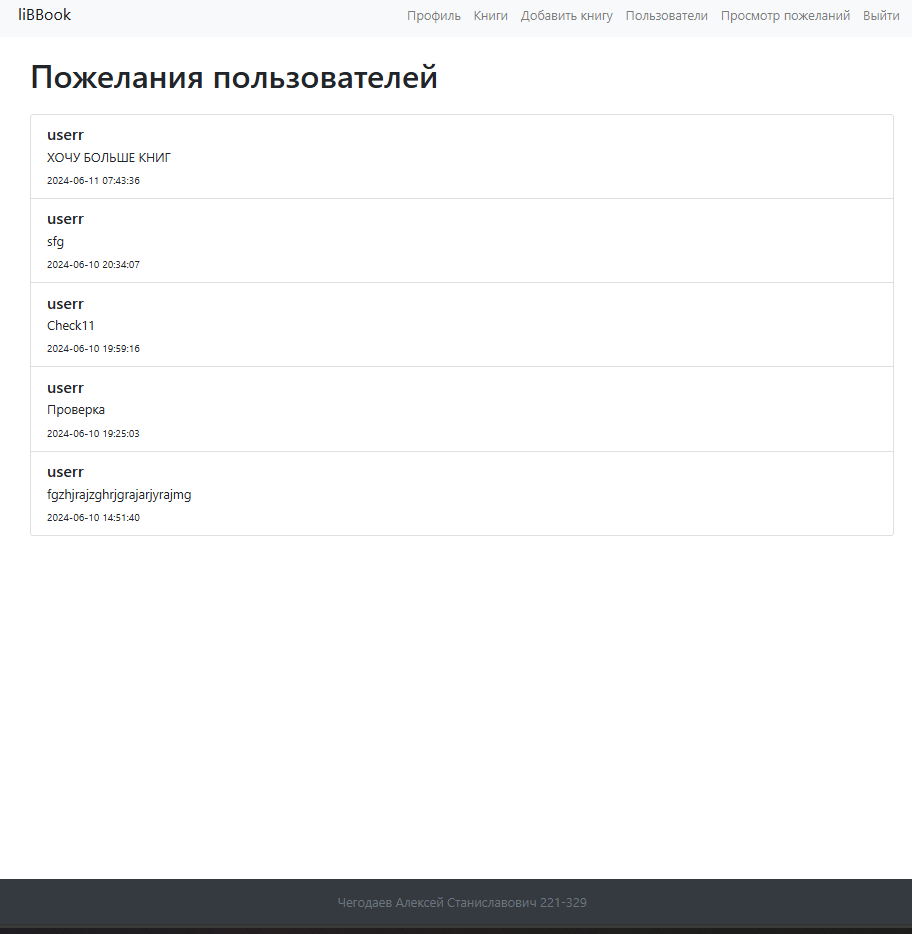 liBBook
Профиль Книги Добавить книгу Пользователи Просмотр пожеланий Выйти
Пожелания пользователей
userr
ХОЧУ БОЛЬШЕ КНИГ
2024-06-11 07:43:36
userr
sfg
2024-06-10 20:34:07
userr
Check11
2024-06-10 19:59:16
userr
Проверка
2024-06-10 19:25:03
userr
fgzhjrajzghrjgrajarjyrajmg
2024-06-10 14:51:40
Чегодаев Алексей Станиславович 221-329